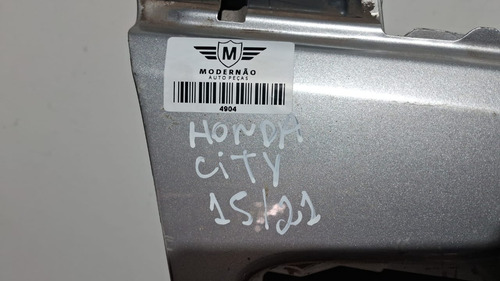 M
MODERNÃO
AUTO PEÇAS
4904
HONDA
CiTY
15/21